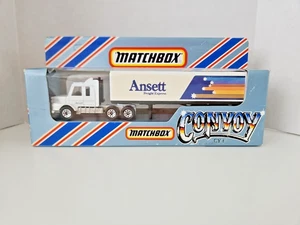 MATCHBOX
Ansett
Freight Express
MATCHBOX
CONVOY